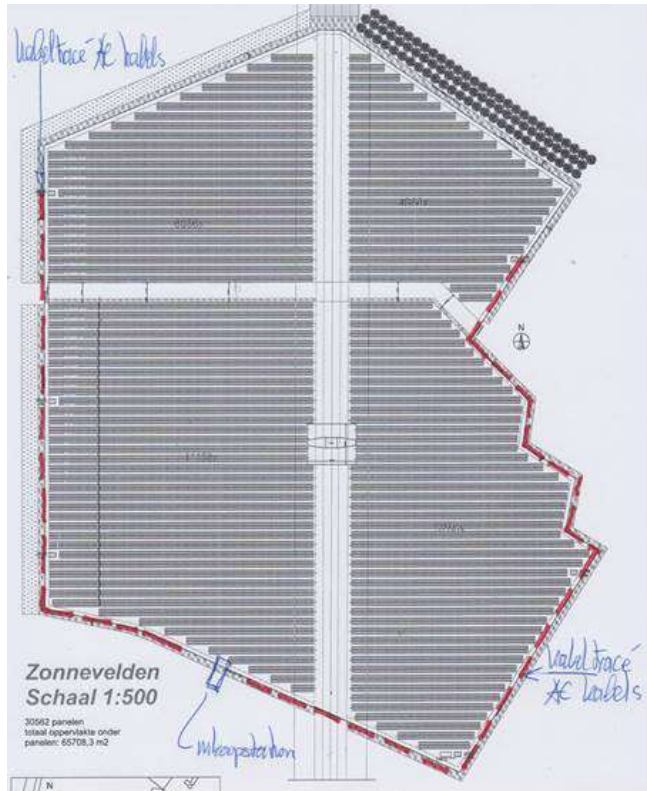 kabeltracé AC kabels
N
Zonnevelden
Schaal 1:500
30562 panelen
totaal oppervlakte onder
panelen: 65708,3 m2
inkoopstation
kabeltracé
AC kabels
N